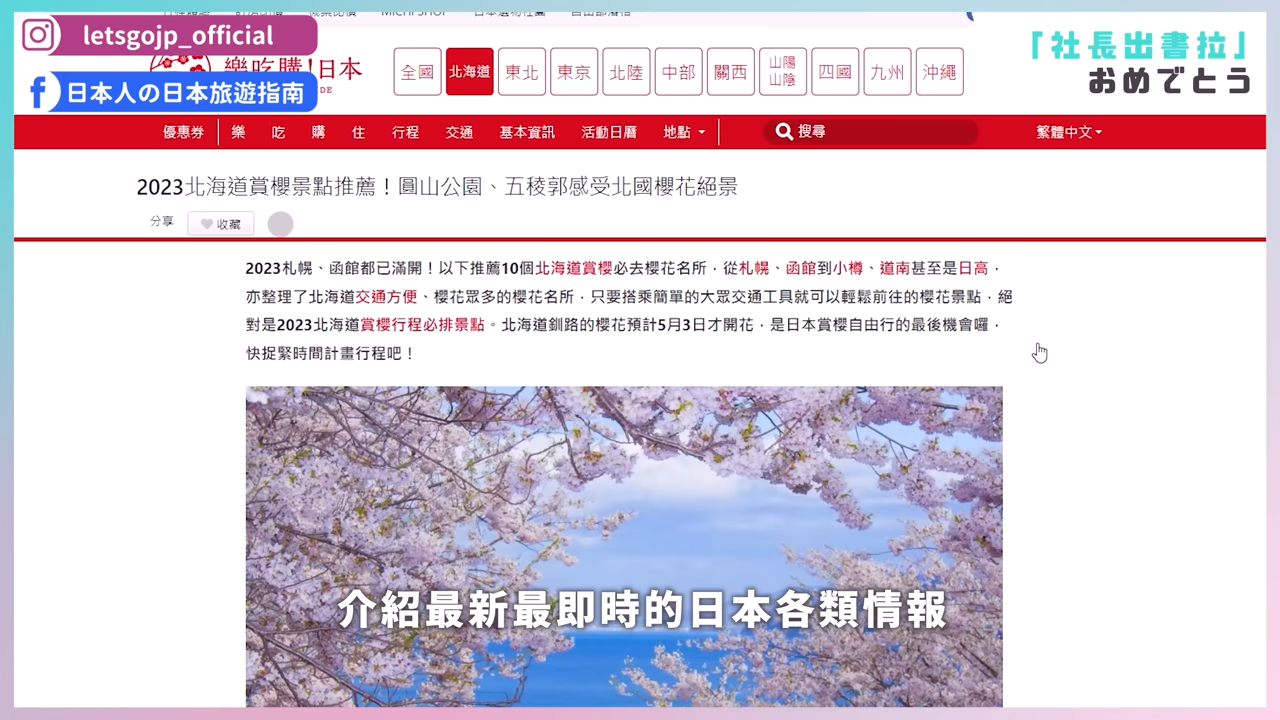 letsgojp_official
「社長出書拉」
樂吃購!日本
全國 北海道 東北 東京 北陸 中部 關西 山陽山陰 四國 九州 沖繩
日本人の日本旅遊指南
おめでとう
優惠券 樂 吃 購 住 行程 交通 基本資訊 活動日曆 地點 搜尋 繁體中文
2023北海道賞櫻景點推薦！圓山公園、五稜郭感受北國櫻花絕景
分享 收藏
2023札幌、函館都已滿開！以下推薦10個北海道賞櫻必去櫻花名所，從札幌、函館到小樽、道南甚至是日高，
亦整理了北海道交通方便、櫻花眾多的櫻花名所，只要搭乘簡單的大眾交通工具就可以輕鬆前往的櫻花景點，絕
對是2023北海道賞櫻行程必排景點。北海道釧路的櫻花預計5月3日才開花，是日本賞櫻自由行的最後機會囉，
快捉緊時間計畫行程吧！
介紹最新最即時的日本各類情報